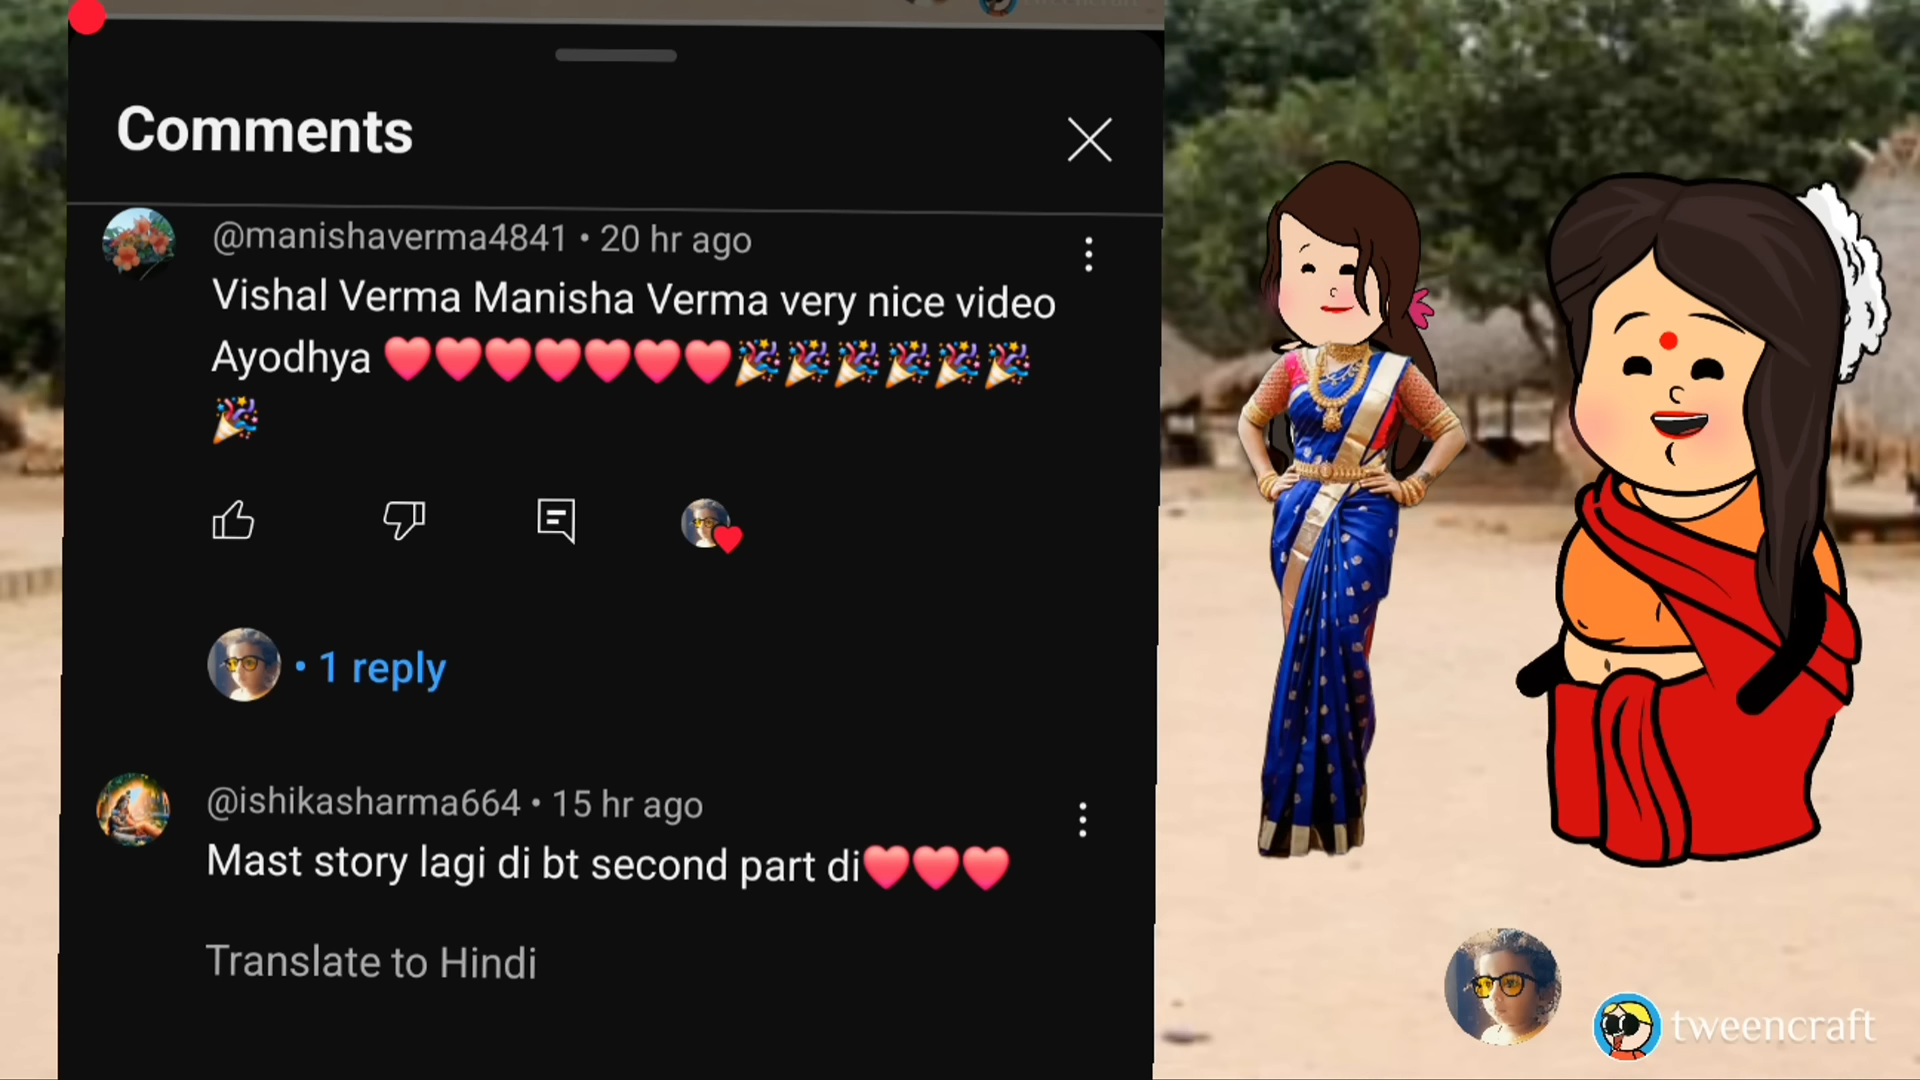 Comments
@manishaverma4841 • 20 hr ago
Vishal Verma Manisha Verma very nice video
Ayodhya ❤️❤️❤️❤️❤️❤️❤️🎉🎉🎉🎉🎉🎉
🎉
• 1 reply
@ishikasharma664 • 15 hr ago
Mast story lagi di bt second part di❤️❤️❤️
Translate to Hindi
tweencraft